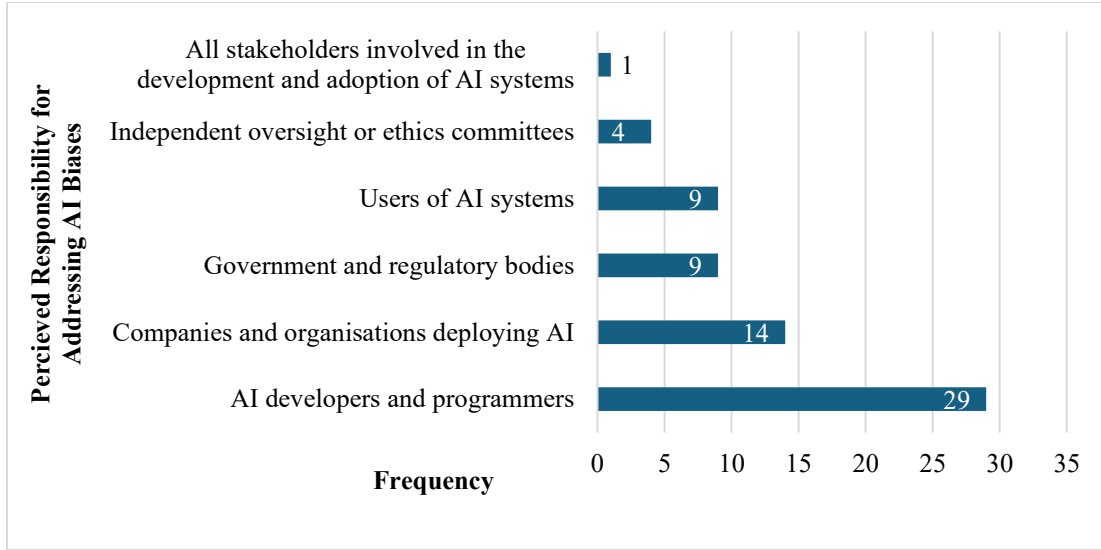 Percieved Responsibility for
Addressing AI Biases
All stakeholders involved in the
development and adoption of AI systems
1
Independent oversight or ethics committees
4
Users of AI systems
9
Government and regulatory bodies
9
Companies and organisations deploying AI
14
AI developers and programmers
29
0 5 10 15 20 25 30 35
Frequency